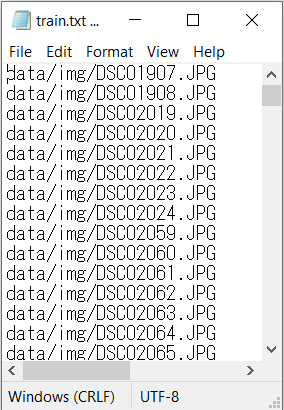 train.txt ...
File Edit Format View Help
data/img/DSC01907.JPG
data/img/DSC01908.JPG
data/img/DSC02019.JPG
data/img/DSC02020.JPG
data/img/DSC02021.JPG
data/img/DSC02022.JPG
data/img/DSC02023.JPG
data/img/DSC02024.JPG
data/img/DSC02059.JPG
data/img/DSC02060.JPG
data/img/DSC02061.JPG
data/img/DSC02062.JPG
data/img/DSC02063.JPG
data/img/DSC02064.JPG
data/img/DSC02065.JPG
Windows (CRLF) UTF-8